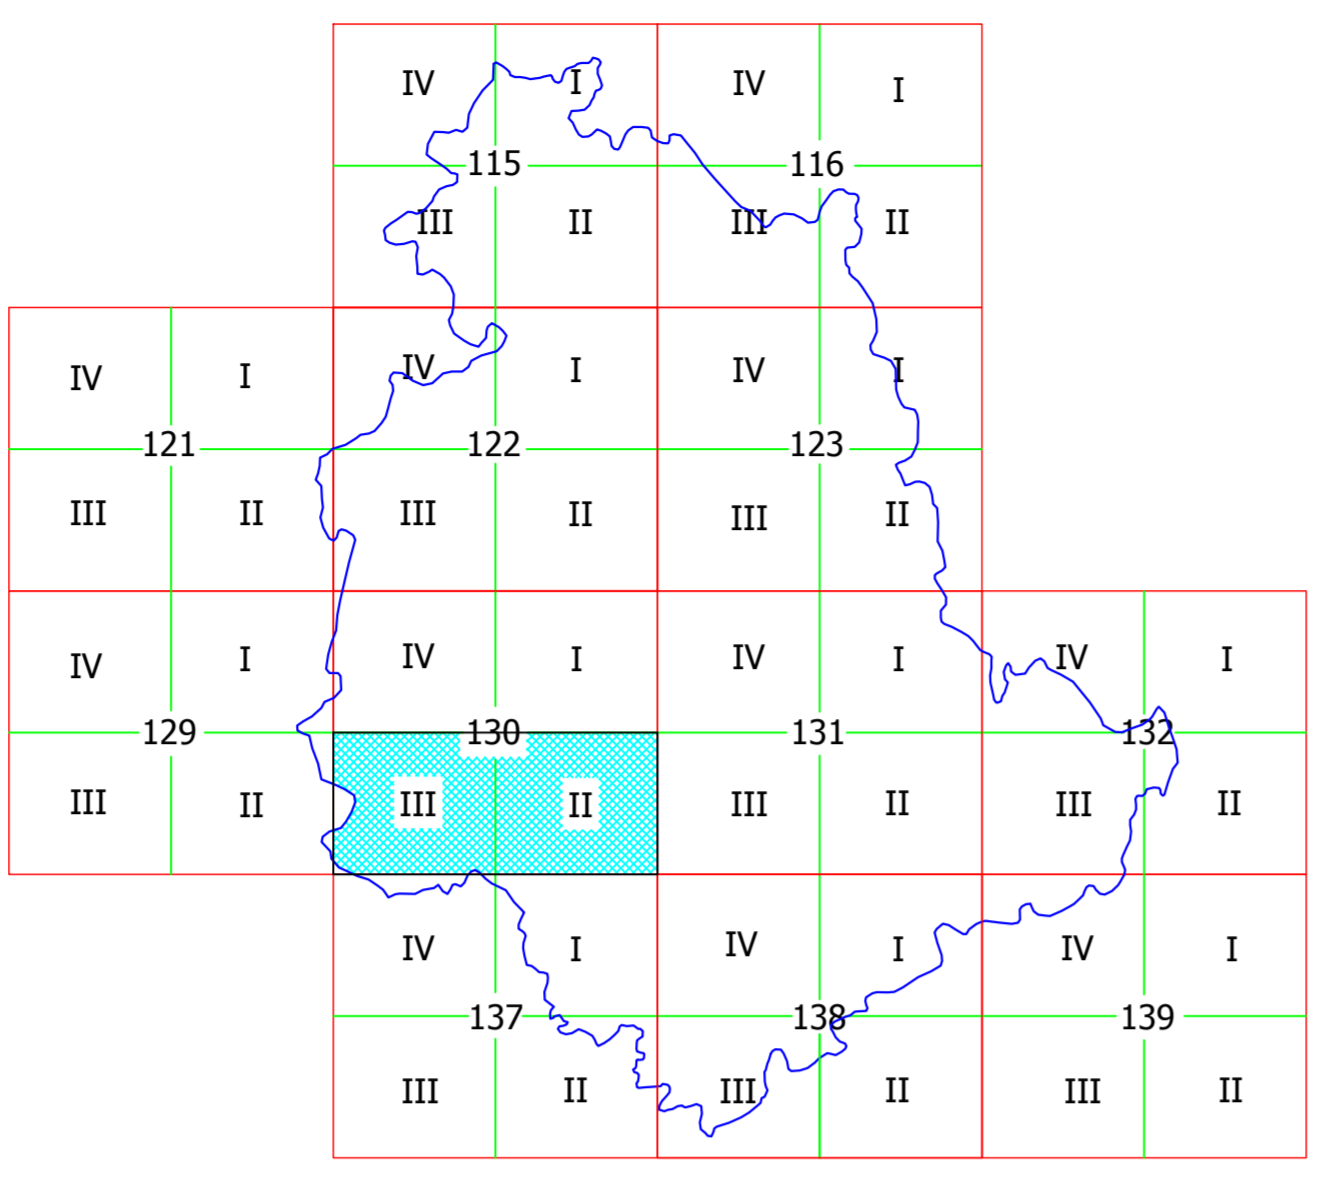 IV I IV I
115 116
III II III II
IV I IV I IV I
121 122 123
III II III II III II
IV I IV I IV I IV I
129 130 131 132
III II III II III II III II
IV I IV I IV I
137 138 139
III II III II III II